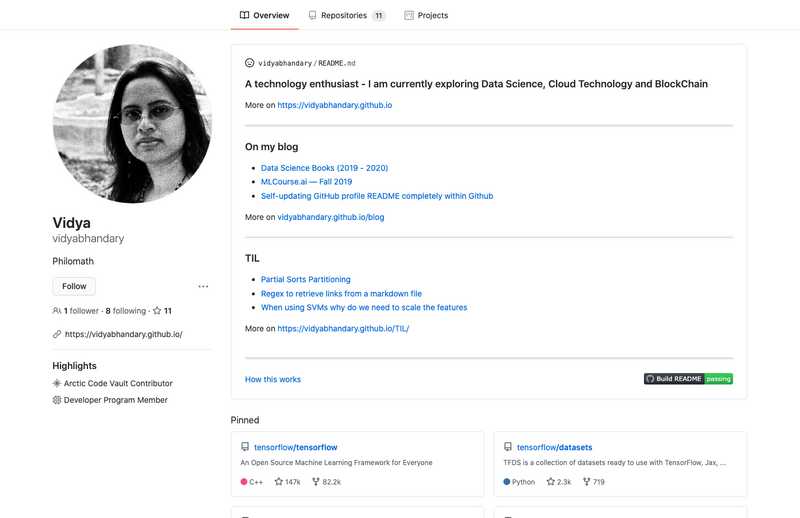 Overview
Repositories 11
Projects
vidyabhandary/README.md
A technology enthusiast - I am currently exploring Data Science, Cloud Technology and BlockChain
More on https://vidyabhandary.github.io
On my blog
Data Science Books (2019 - 2020)
MLCourse.ai — Fall 2019
Self-updating GitHub profile README completely within Github
More on vidyabhandary.github.io/blog
TIL
Partial Sorts Partitioning
Regex to retrieve links from a markdown file
When using SVMs why do we need to scale the features
More on https://vidyabhandary.github.io/TIL/
How this works
Build README passing
Vidya
vidyabhandary
Philomath
Follow
1 follower · 8 following · 11
https://vidyabhandary.github.io/
Highlights
Arctic Code Vault Contributor
Developer Program Member
Pinned
tensorflow/tensorflow
An Open Source Machine Learning Framework for Everyone
C++ 147k 82.2k
tensorflow/datasets
TFDS is a collection of datasets ready to use with TensorFlow, Jax, ...
Python 2.3k 719